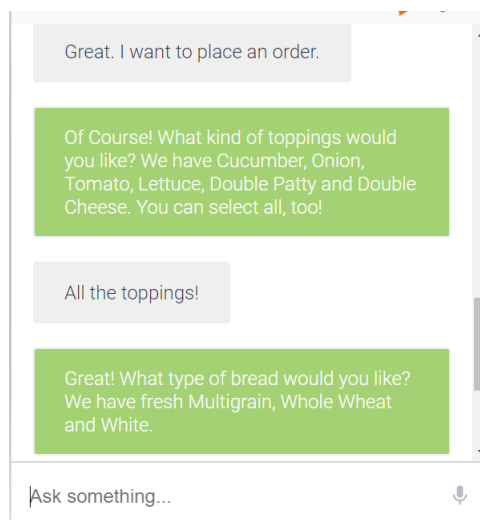 Great. I want to place an order.
Of Course! What kind of toppings would
you like? We have Cucumber, Onion,
Tomato, Lettuce, Double Patty and Double
Cheese. You can select all, too!
All the toppings!
Great! What type of bread would you like?
We have fresh Multigrain, Whole Wheat
and White.
Ask something...